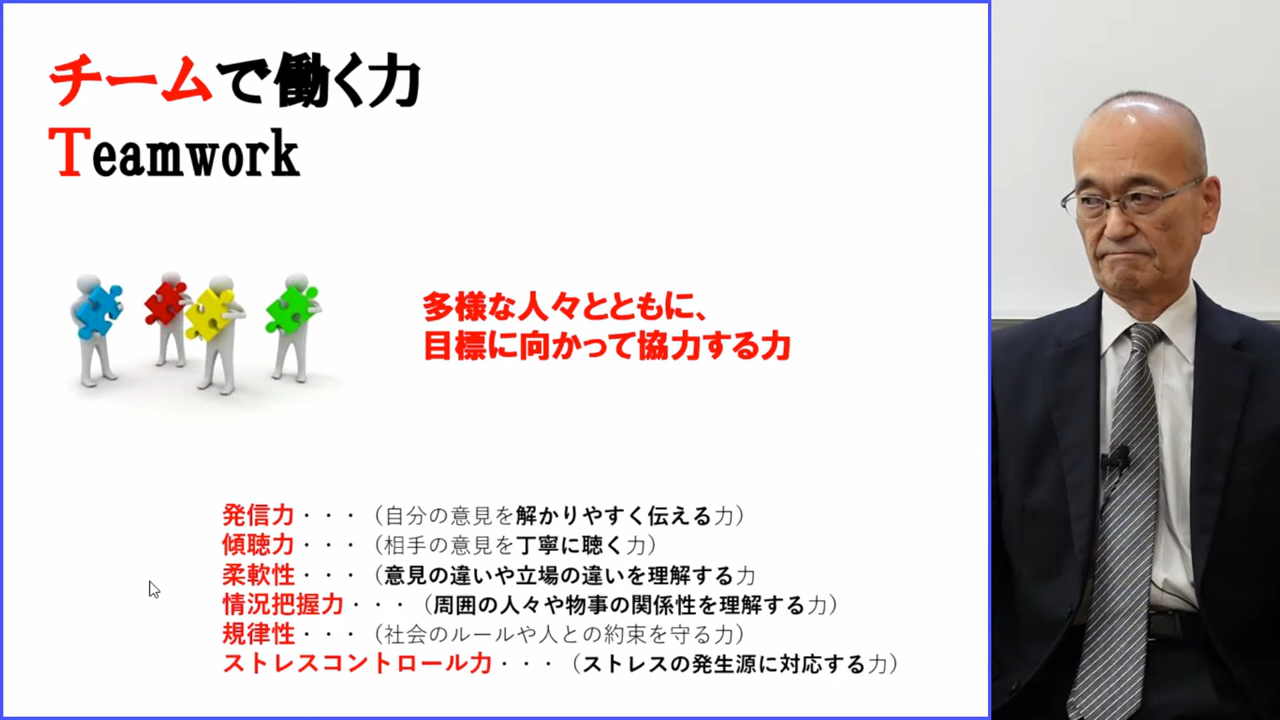 チームで働く力
Teamwork
多様な人々とともに、
目標に向かって協力する力
発信力・・・（自分の意見を解かりやすく伝える力）
傾聴力・・・（相手の意見を丁寧に聴く力）
柔軟性・・・（意見の違いや立場の違いを理解する力
情況把握力・・・（周囲の人々や物事の関係性を理解する力）
規律性・・・（社会のルールや人との約束を守る力）
ストレスコントロール力・・・（ストレスの発生源に対応する力）